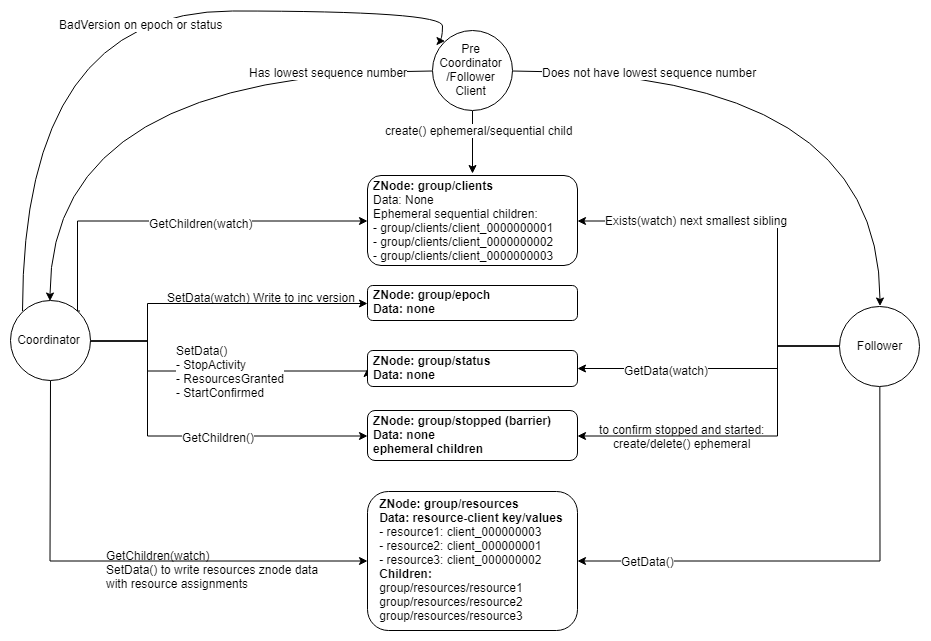 BadVersion on epoch or status
Pre
Coordinator
/Follower
Client
Has lowest sequence number
Does not have lowest sequence number
create() ephemeral/sequential child
ZNode: group/clients
Data: None
Ephemeral sequential children:
- group/clients/client_0000000001
- group/clients/client_0000000002
- group/clients/client_0000000003
GetChildren(watch)
Exists(watch) next smallest sibling
SetData(watch) Write to inc version
ZNode: group/epoch
Data: none
Coordinator
Follower
SetData()
- StopActivity
- ResourcesGranted
- StartConfirmed
ZNode: group/status
Data: none
GetData(watch)
GetChildren()
ZNode: group/stopped (barrier)
Data: none
ephemeral children
to confirm stopped and started:
create/delete() ephemeral
ZNode: group/resources
Data: resource-client key/values
- resource1: client_000000003
- resource2: client_000000001
- resource3: client_000000002
Children:
group/resources/resource1
group/resources/resource2
group/resources/resource3
GetChildren(watch)
SetData() to write resources znode data
with resource assignments
GetData()